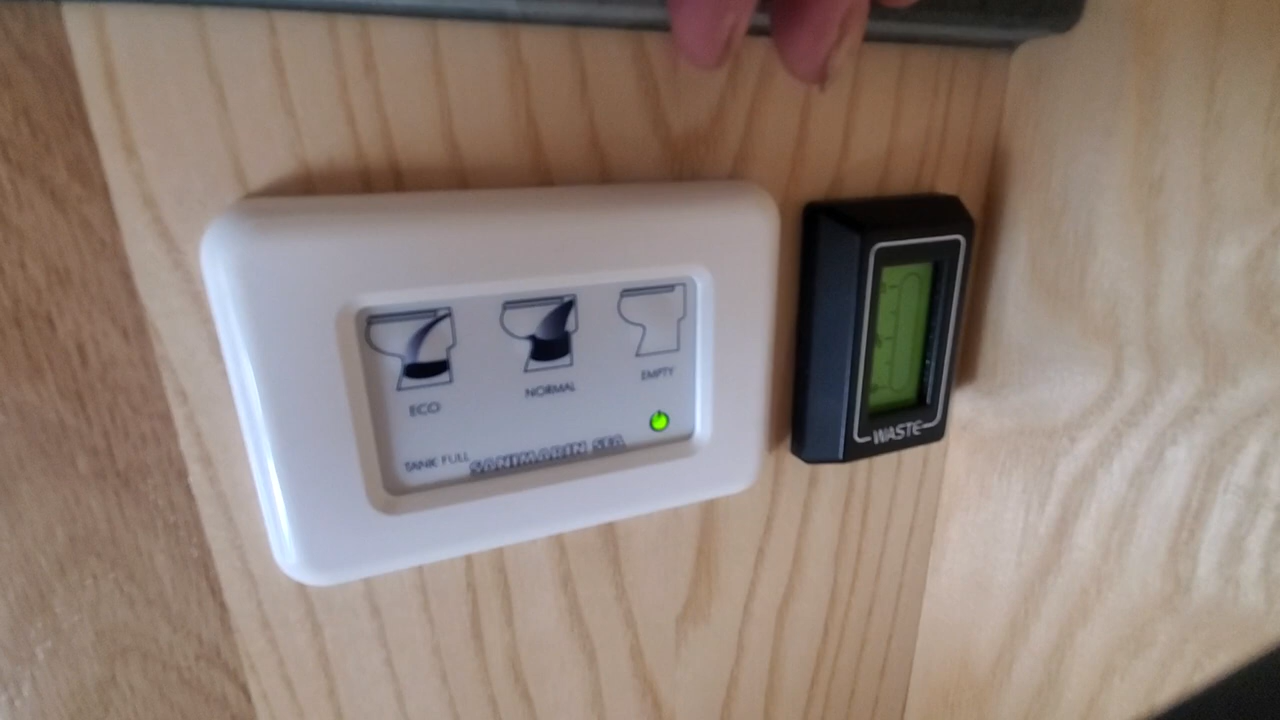 ECO
NORMAL
EMPTY
TANK FULL
SANIMARIN SEA
WASTE